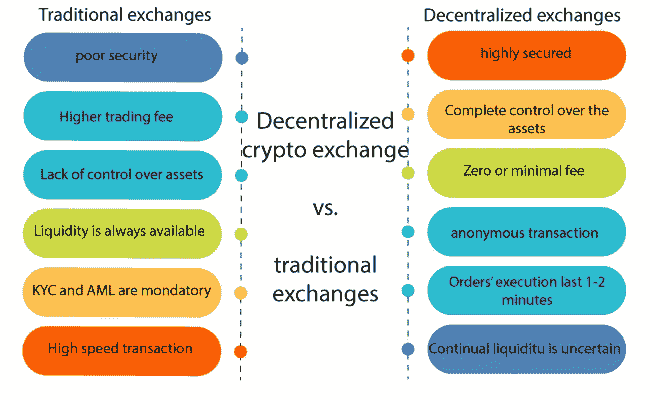 Traditional exchanges
poor security
Higher trading fee
Lack of control over assets
Liquidity is always available
KYC and AML are mondatory
High speed transaction
Decentralized
crypto exchange
vs.
traditional
exchanges
Decentralized exchanges
highly secured
Complete control over the
assets
Zero or minimal fee
anonymous transaction
Orders' execution last 1-2
minutes
Continual liquiditu is uncertain